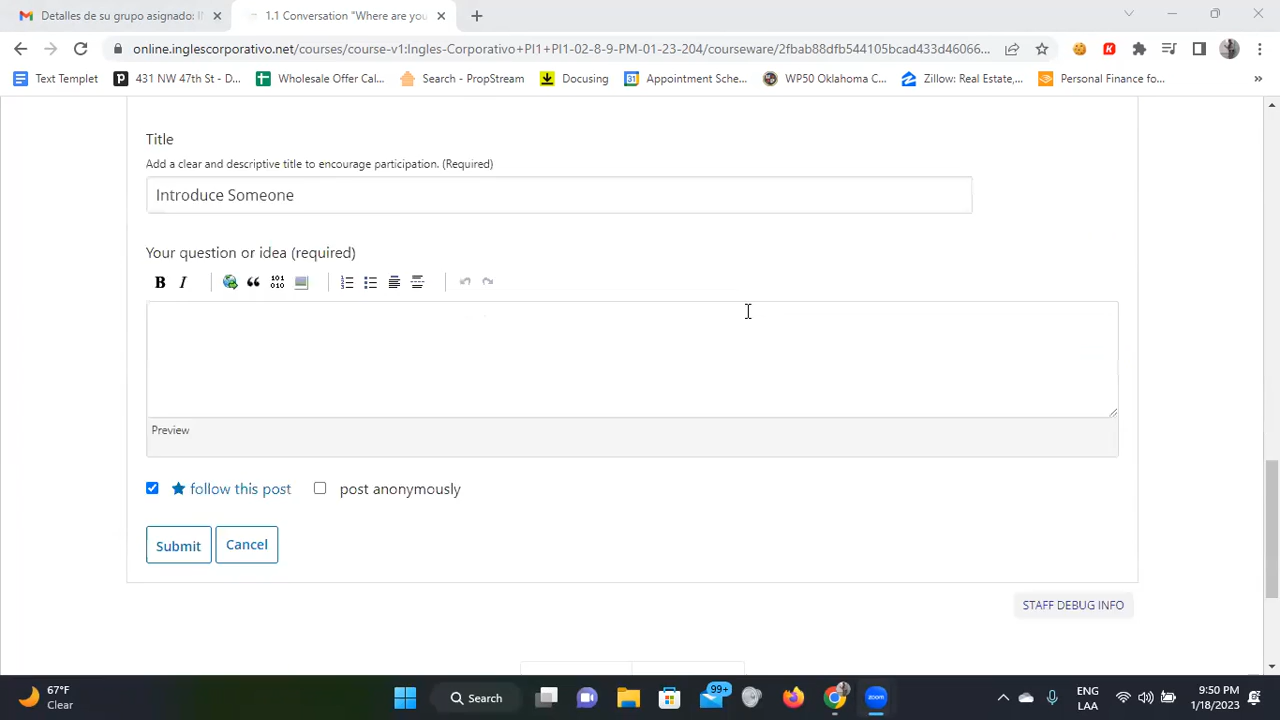 Detalles de su grupo asignado: I
1.1 Conversation "Where are you
online.inglescorporativo.net/courses/course-v1:Ingles-Corporativo+PI1+PI1-02-8-9-PM-01-23-204/courseware/2fbab88dfb544105bcad433d46066...
Text Templet
431 NW 47th St - D...
Wholesale Offer Cal...
Search - PropStream
Docusing
Appointment Sche...
WP50 Oklahoma C...
Zillow: Real Estate,...
Personal Finance fo...
»
Title
Add a clear and descriptive title to encourage participation. (Required)
Introduce Someone
Your question or idea (required)
B I
Preview
follow this post post anonymously
Submit Cancel
STAFF DEBUG INFO
67°F
Clear
Search
99+
zoom
ENG
LAA
9:50 PM
1/18/2023